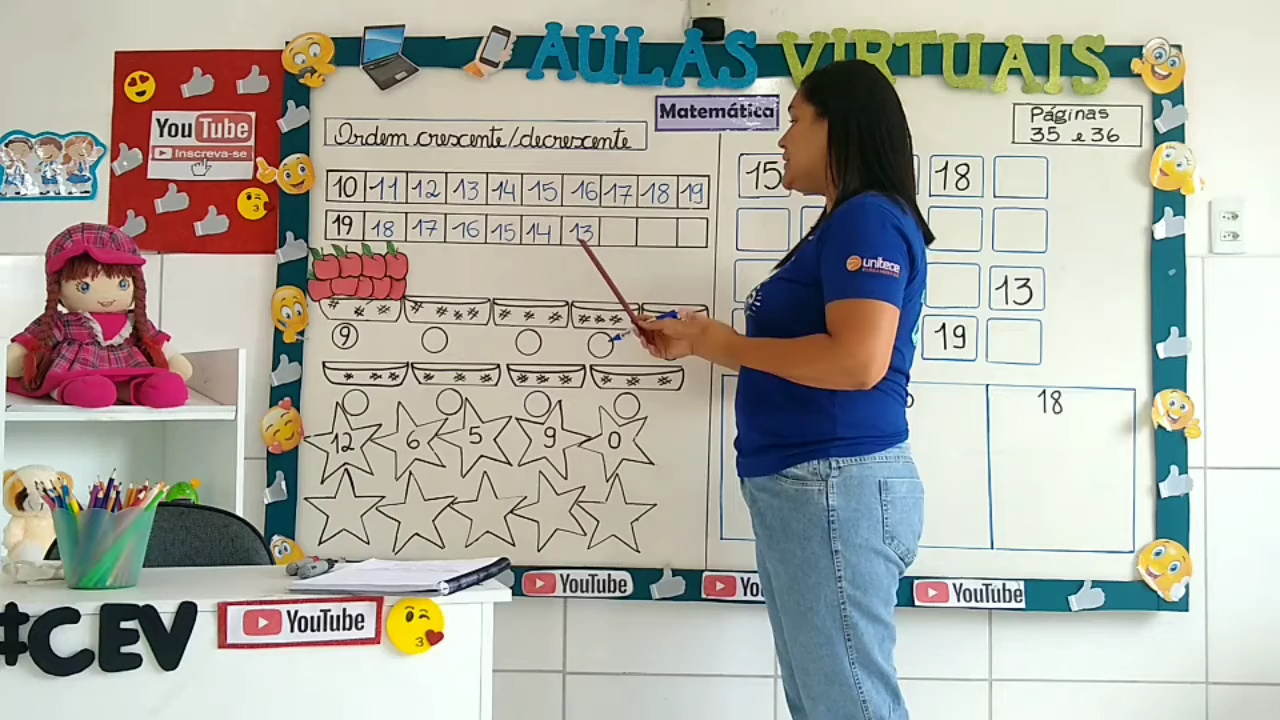 AULAS VIRTUAIS
Matemática
Páginas
35 e 36
YouTube
Inscreva-se
Ordem crescente/decrescente
10 11 12 13 14 15 16 17 18 19
19 18 17 16 15 14 13
15 18
13
19
9
18
12 6 5 9 0
unitece
YouTube
YouTube
YouTube
#CEV
YouTube